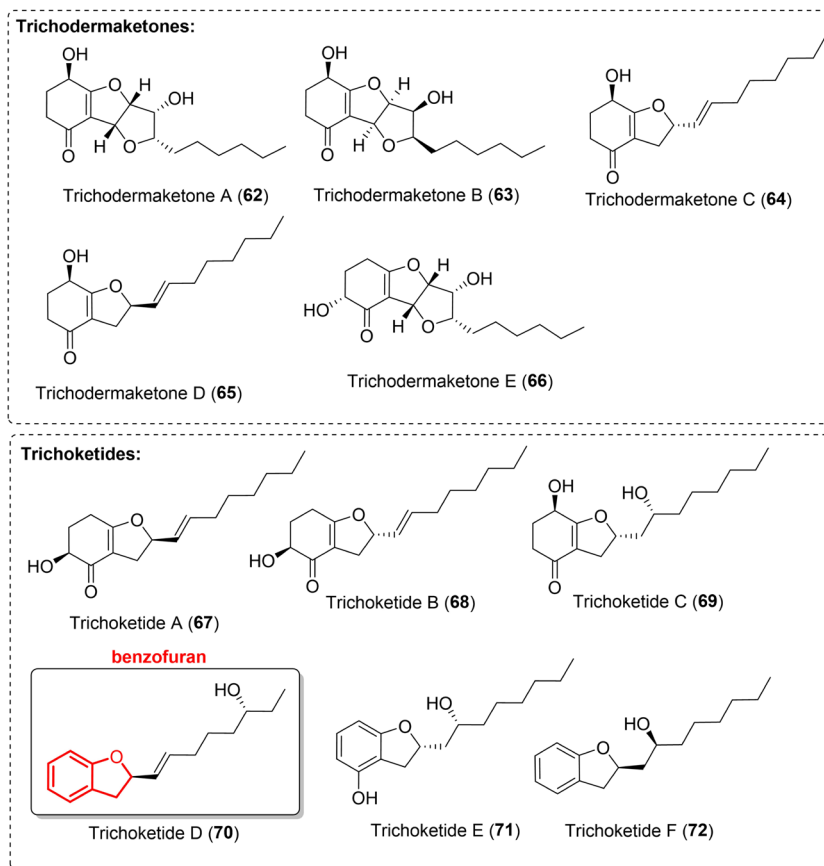 Trichodermaketones:
OH
O
H
OH
H
O
O
Trichodermaketone A (62)
OH
O
H
OH
H
O
O
Trichodermaketone B (63)
OH
O
O
Trichodermaketone C (64)
OH
O
O
Trichodermaketone D (65)
O
H
OH
HO
O
H
O
Trichodermaketone E (66)
Trichoketides:
O
HO
O
Trichoketide A (67)
O
HO
O
Trichoketide B (68)
OH
HO
O
O
Trichoketide C (69)
benzofuran
HO
O
Trichoketide D (70)
HO
O
OH
Trichoketide E (71)
HO
O
Trichoketide F (72)